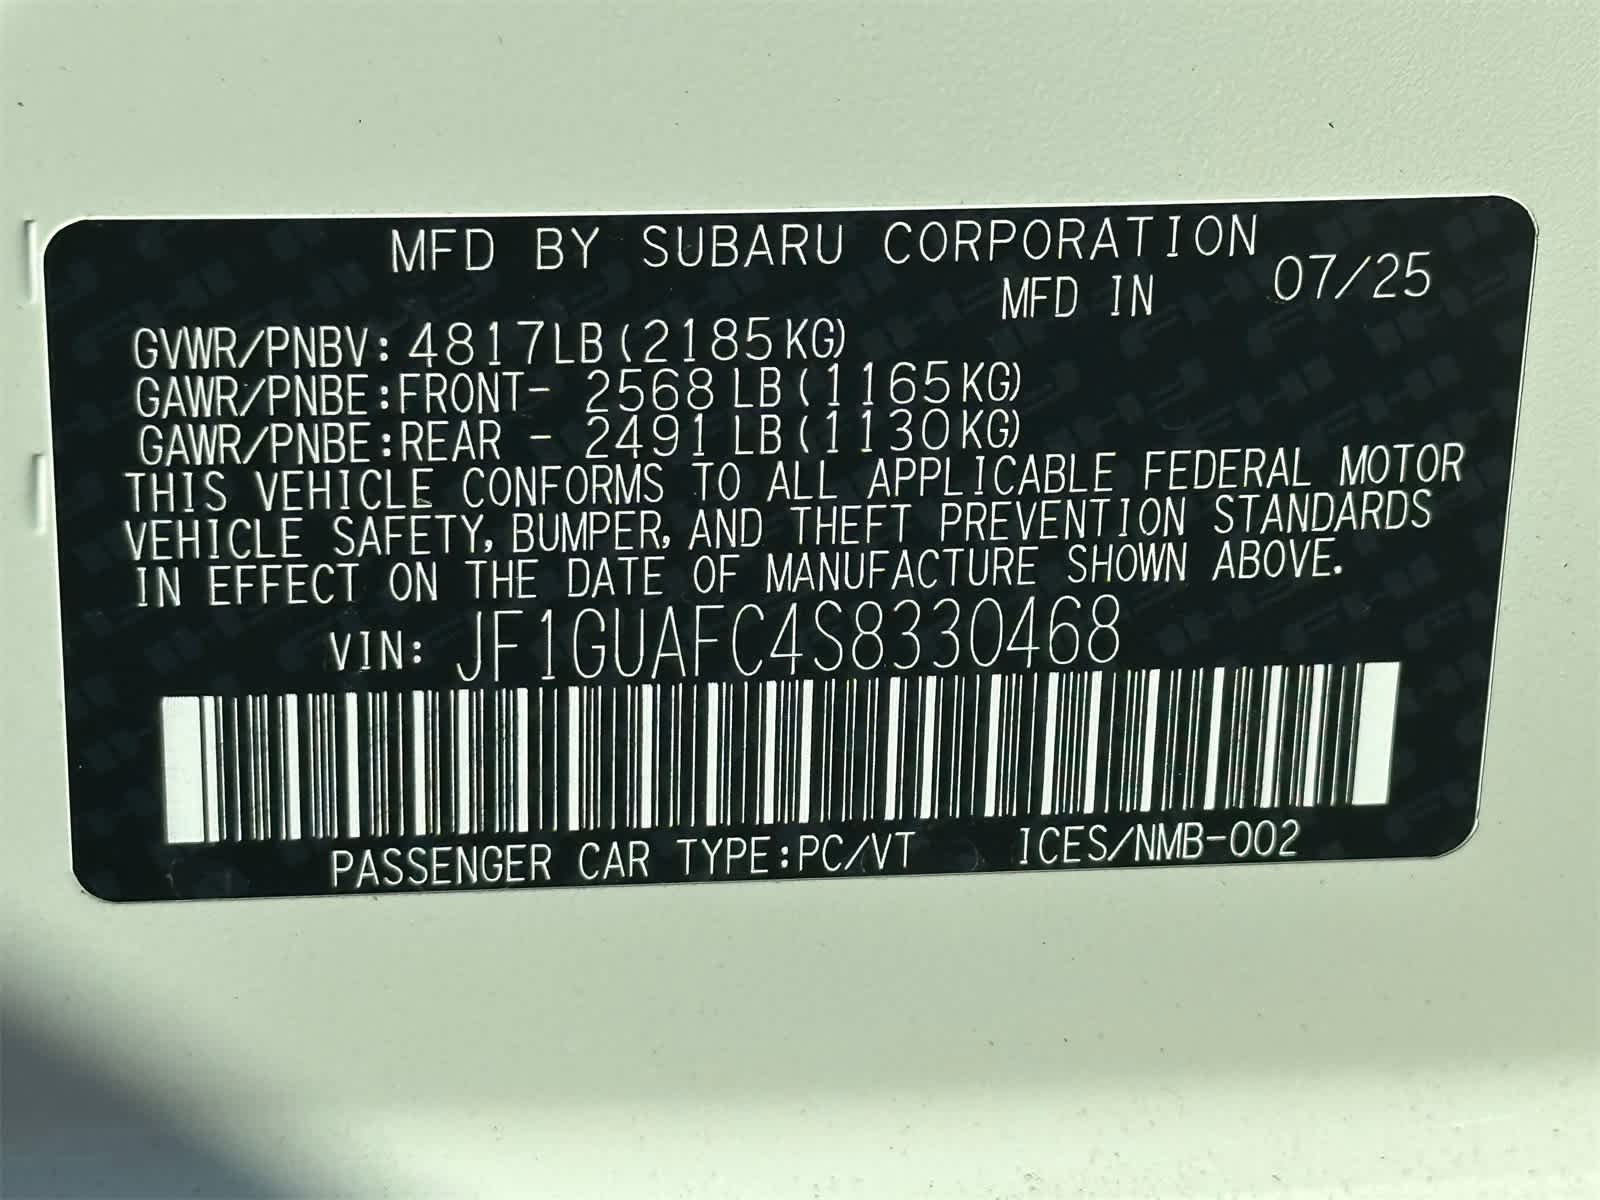 MFD BY SUBARU CORPORATION
MFD IN 07/25
GVWR/PNBV: 4817LB (2185KG)
GAWR/PNBE:FRONT- 2568 LB (1165KG)
GAWR/PNBE:REAR - 2491 LB (1130KG)
THIS VEHICLE CONFORMS TO ALL APPLICABLE FEDERAL MOTOR
VEHICLE SAFETY, BUMPER, AND THEFT PREVENTION STANDARDS
IN EFFECT ON THE DATE OF MANUFACTURE SHOWN ABOVE.
VIN: JF1GUAFC4S8330468
PASSENGER CAR TYPE:PC/VT ICES/NMB-002